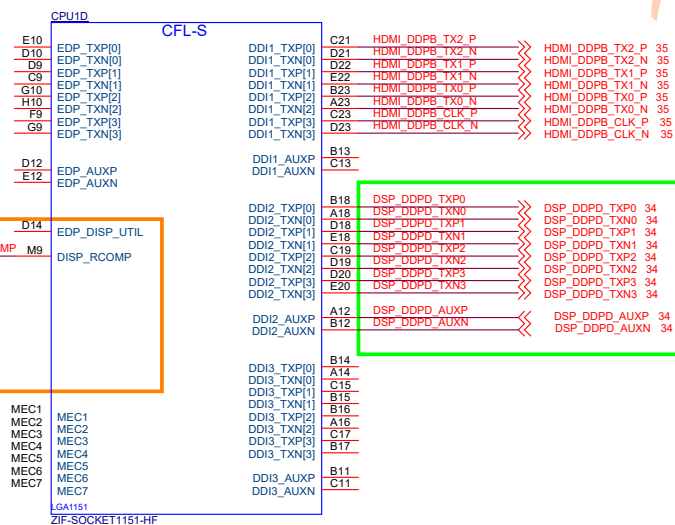 CPU1D
CFL-S
E10 EDP_TXP[0] DDI1_TXP[0] C21 HDMI_DDPB_TX2_P HDMI_DDPB_TX2_P 35
D10 EDP_TXN[0] DDI1_TXN[0] D21 HDMI_DDPB_TX2_N HDMI_DDPB_TX2_N 35
D9 EDP_TXP[1] DDI1_TXP[1] D22 HDMI_DDPB_TX1_P HDMI_DDPB_TX1_P 35
C9 EDP_TXN[1] DDI1_TXN[1] E22 HDMI_DDPB_TX1_N HDMI_DDPB_TX1_N 35
G10 EDP_TXP[2] DDI1_TXP[2] B23 HDMI_DDPB_TX0_P HDMI_DDPB_TX0_P 35
H10 EDP_TXN[2] DDI1_TXN[2] A23 HDMI_DDPB_TX0_N HDMI_DDPB_TX0_N 35
F9 EDP_TXP[3] DDI1_TXP[3] C23 HDMI_DDPB_CLK_P HDMI_DDPB_CLK_P 35
G9 EDP_TXN[3] DDI1_TXN[3] D23 HDMI_DDPB_CLK_N HDMI_DDPB_CLK_N 35
DDI1_AUXP B13
D12 EDP_AUXP DDI1_AUXN C13
E12 EDP_AUXN
DDI2_TXP[0] B18 DSP_DDPD_TXP0 DSP_DDPD_TXP0 34
DDI2_TXN[0] A18 DSP_DDPD_TXN0 DSP_DDPD_TXN0 34
D14 EDP_DISP_UTIL DDI2_TXP[1] D18 DSP_DDPD_TXP1 DSP_DDPD_TXP1 34
DDI2_TXN[1] E18 DSP_DDPD_TXN1 DSP_DDPD_TXN1 34
MP M9 DISP_RCOMP DDI2_TXP[2] C19 DSP_DDPD_TXP2 DSP_DDPD_TXP2 34
DDI2_TXN[2] D19 DSP_DDPD_TXN2 DSP_DDPD_TXN2 34
DDI2_TXP[3] D20 DSP_DDPD_TXP3 DSP_DDPD_TXP3 34
DDI2_TXN[3] E20 DSP_DDPD_TXN3 DSP_DDPD_TXN3 34
DDI2_AUXP A12 DSP_DDPD_AUXP DSP_DDPD_AUXP 34
DDI2_AUXN B12 DSP_DDPD_AUXN DSP_DDPD_AUXN 34
DDI3_TXP[0] B14
DDI3_TXN[0] A14
DDI3_TXP[1] C15
DDI3_TXN[1] B15
MEC1 MEC1 DDI3_TXP[2] B16
MEC2 MEC2 DDI3_TXN[2] A16
MEC3 MEC3 DDI3_TXP[3] C17
MEC4 MEC4 DDI3_TXN[3] B17
MEC5 MEC5
MEC6 MEC6 DDI3_AUXP B11
MEC7 MEC7 DDI3_AUXN C11
LGA1151
ZIF-SOCKET1151-HF